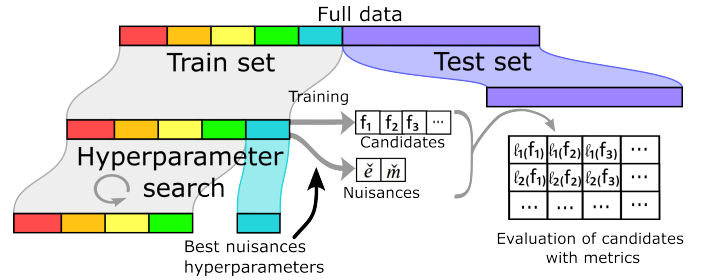 Full data
Train set
Test set
Training
f₁ f₂ f₃ ...
Candidates
Hyperparameter
search
ě m̌
Nuisances
ℓ₁(f₁) ℓ₁(f₂) ℓ₁(f₃) ...
ℓ₂(f₁) ℓ₂(f₂) ℓ₂(f₃) ...
... ... ... ...
Best nuisances
hyperparameters
Evaluation of candidates
with metrics